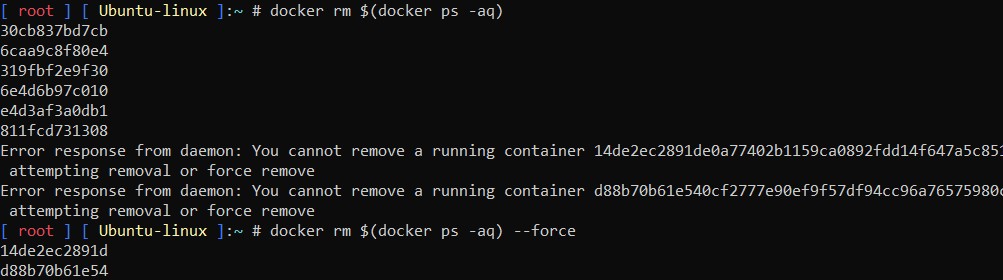 [ root ] [ Ubuntu-linux ]:~ # docker rm $(docker ps -aq)
30cb837bd7cb
6caa9c8f80e4
319fbf2e9f30
6e4d6b97c010
e4d3af3a0db1
811fcd731308
Error response from daemon: You cannot remove a running container 14de2ec2891de0a77402b1159ca0892fdd14f647a5c851
 attempting removal or force remove
Error response from daemon: You cannot remove a running container d88b70b61e540cf2777e90ef9f57df94cc96a76575980c
 attempting removal or force remove
[ root ] [ Ubuntu-linux ]:~ # docker rm $(docker ps -aq) --force
14de2ec2891d
d88b70b61e54